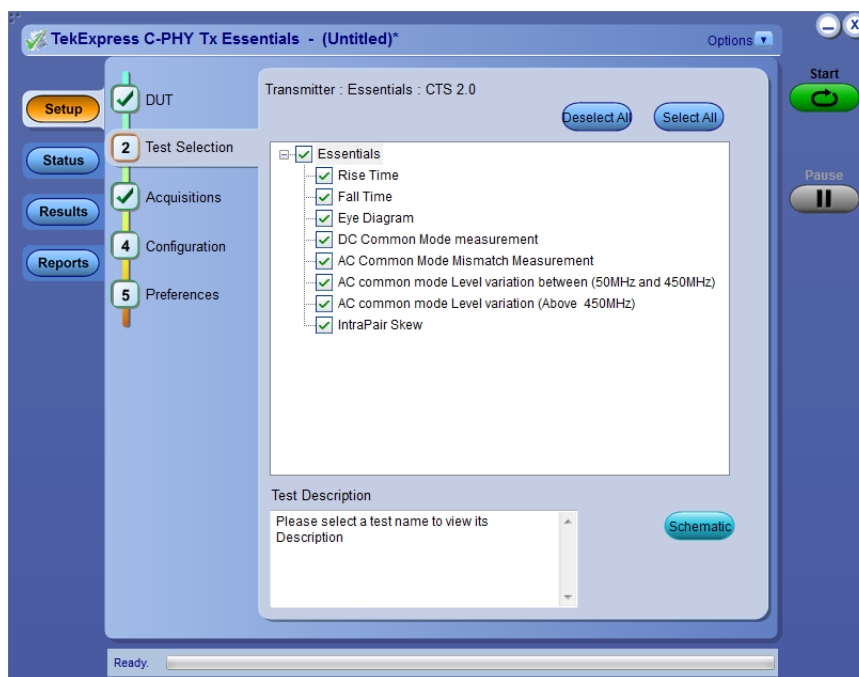 TekExpress C-PHY Tx Essentials - (Untitled)*
Options
Start
Pause
Setup
Status
Results
Reports
DUT
2 Test Selection
Acquisitions
4 Configuration
5 Preferences
Transmitter : Essentials : CTS 2.0
Deselect All
Select All
Essentials
Rise Time
Fall Time
Eye Diagram
DC Common Mode measurement
AC Common Mode Mismatch Measurement
AC common mode Level variation between (50MHz and 450MHz)
AC common mode Level variation (Above 450MHz)
IntraPair Skew
Test Description
Please select a test name to view its
Description
Schematic
Ready.